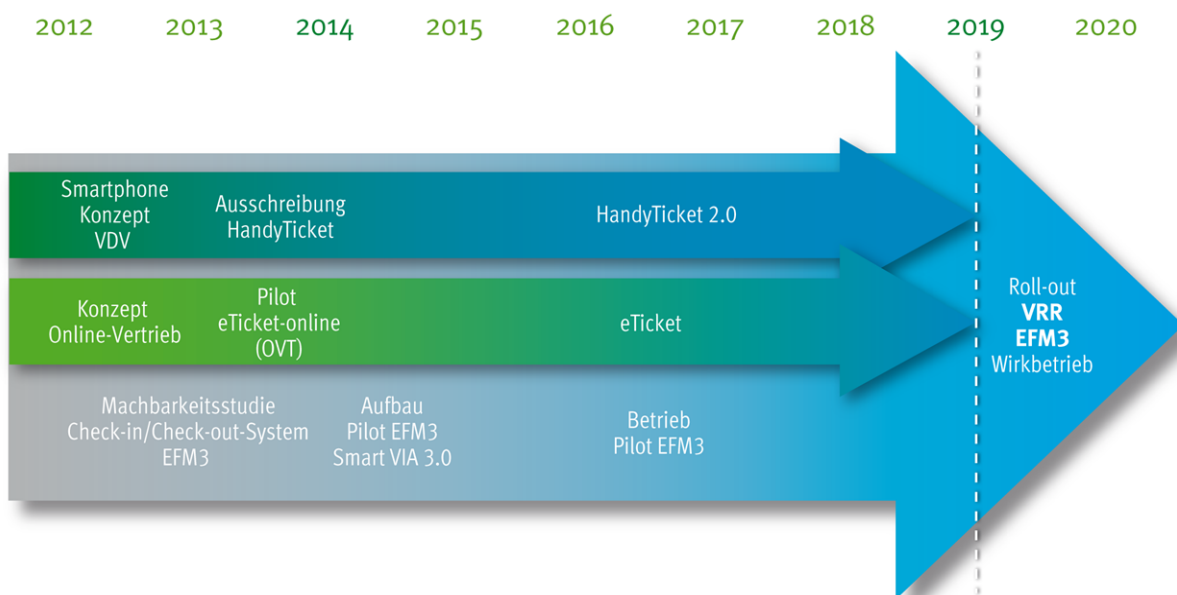 2012 2013 2014 2015 2016 2017 2018 2019 2020
Smartphone
Konzept
VDV
Ausschreibung
HandyTicket
HandyTicket 2.0
Konzept
Online-Vertrieb
Pilot
eTicket-online
(OVT)
eTicket
Machbarkeitsstudie
Check-in/Check-out-System
EFM3
Aufbau
Pilot EFM3
Smart VIA 3.0
Betrieb
Pilot EFM3
Roll-out
VRR
EFM3
Wirkbetrieb